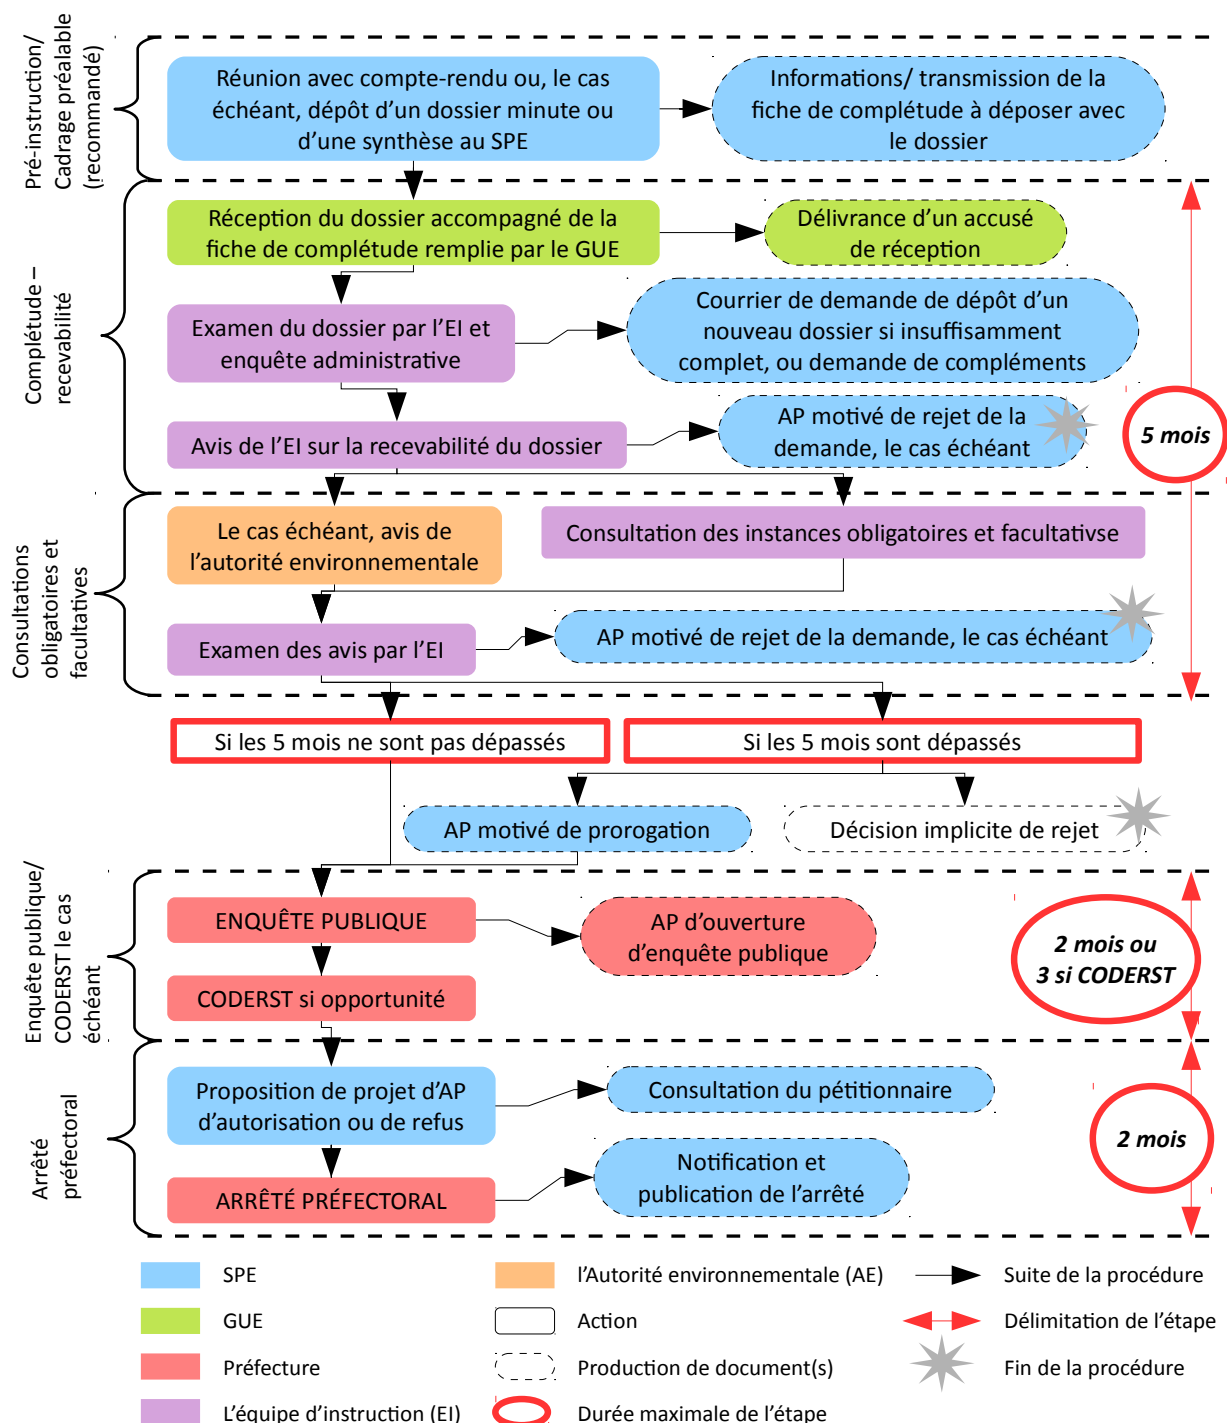 Pré-instruction/
Cadrage préalable
(recommandé)
Réunion avec compte-rendu ou, le cas
échéant, dépôt d’un dossier minute ou
d’une synthèse au SPE
Informations/ transmission de la
fiche de complétude à déposer avec
le dossier
Complétude –
recevabilité
Réception du dossier accompagné de la
fiche de complétude remplie par le GUE
Délivrance d’un accusé
de réception
Examen du dossier par l’EI et
enquête administrative
Courrier de demande de dépôt d’un
nouveau dossier si insuffisamment
complet, ou demande de compléments
Avis de l’EI sur la recevabilité du dossier
AP motivé de rejet de la
demande, le cas échéant
5 mois
Consultations
obligatoires et
facultatives
Le cas échéant, avis de
l’autorité environnementale
Consultation des instances obligatoires et facultativse
Examen des avis par l’EI
AP motivé de rejet de la demande, le cas échéant
Si les 5 mois ne sont pas dépassés
Si les 5 mois sont dépassés
AP motivé de prorogation
Décision implicite de rejet
Enquête publique/
CODERST le cas
échéant
ENQUÊTE PUBLIQUE
AP d’ouverture
d’enquête publique
CODERST si opportunité
2 mois ou
3 si CODERST
Arrêté
préfectoral
Proposition de projet d’AP
d’autorisation ou de refus
Consultation du pétitionnaire
ARRÊTÉ PRÉFECTORAL
Notification et
publication de l’arrêté
2 mois
SPE
l’Autorité environnementale (AE)
Suite de la procédure
GUE
Action
Délimitation de l’étape
Préfecture
Production de document(s)
Fin de la procédure
L’équipe d’instruction (EI)
Durée maximale de l’étape